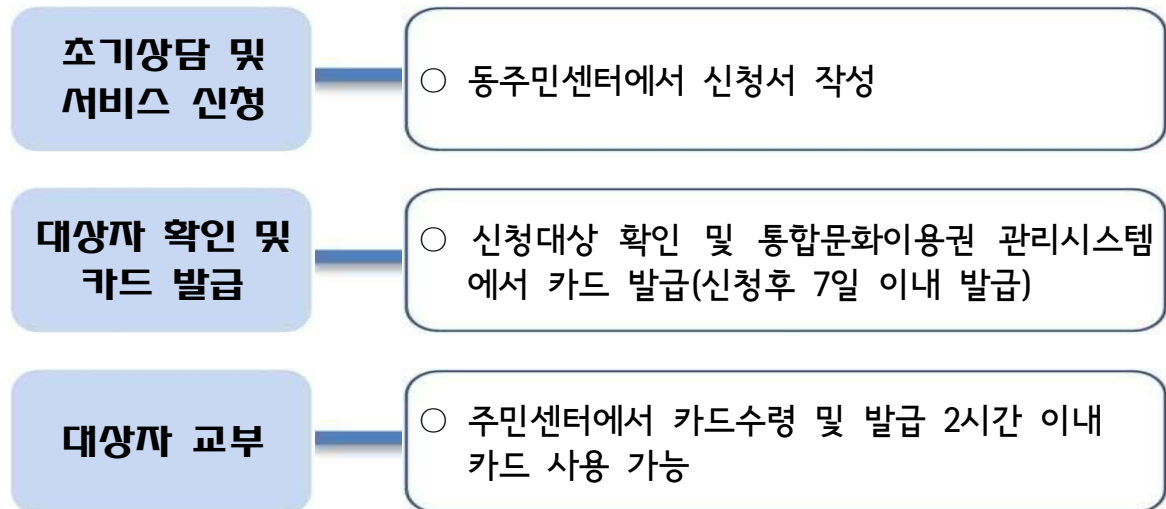 초기상담 및
서비스 신청
○ 동주민센터에서 신청서 작성
대상자 확인 및
카드 발급
○ 신청대상 확인 및 통합문화이용권 관리시스템
에서 카드 발급(신청후 7일 이내 발급)
대상자 교부
○ 주민센터에서 카드수령 및 발급 2시간 이내
카드 사용 가능